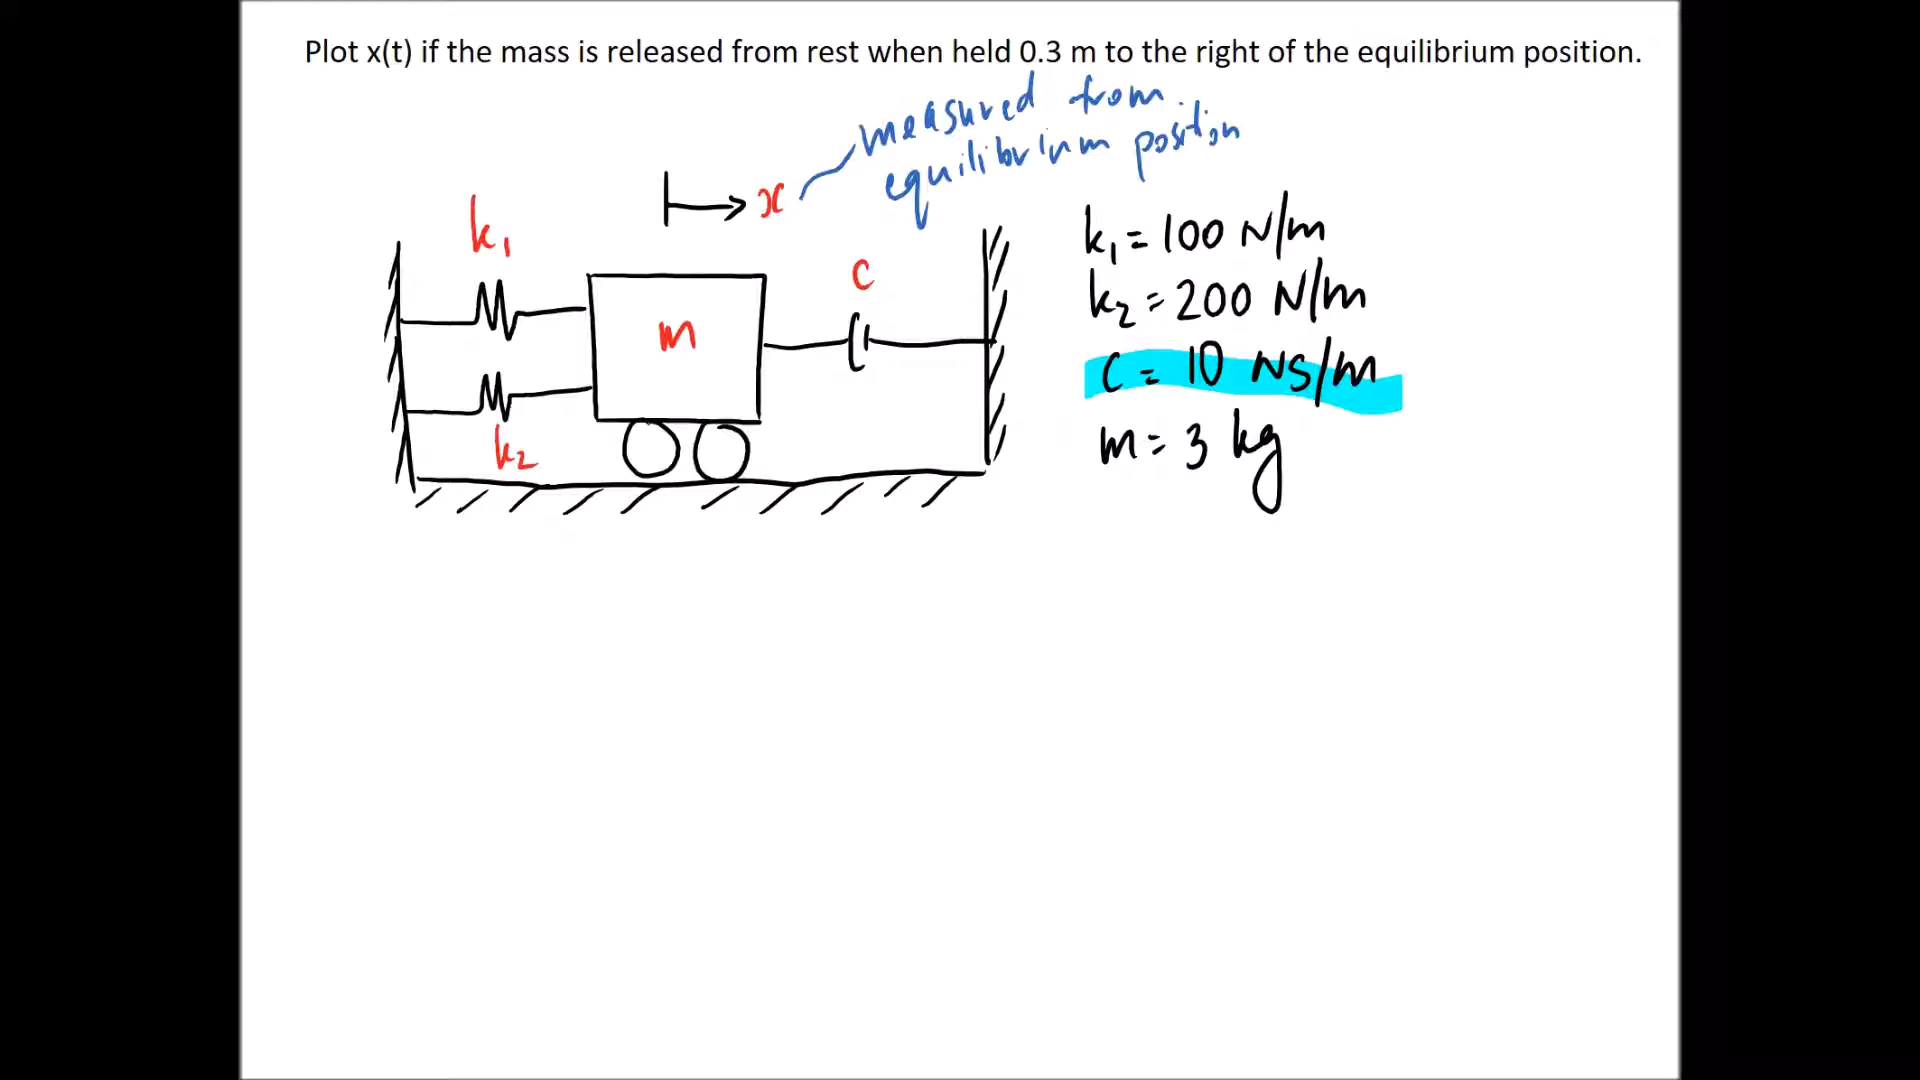 Plot x(t) if the mass is released from rest when held 0.3 m to the right of the equilibrium position.
measured from
equilibrium position
x
k₁
c
m
k₂
k₁ = 100 N/m
k₂ = 200 N/m
c = 10 Ns/m
m = 3 kg